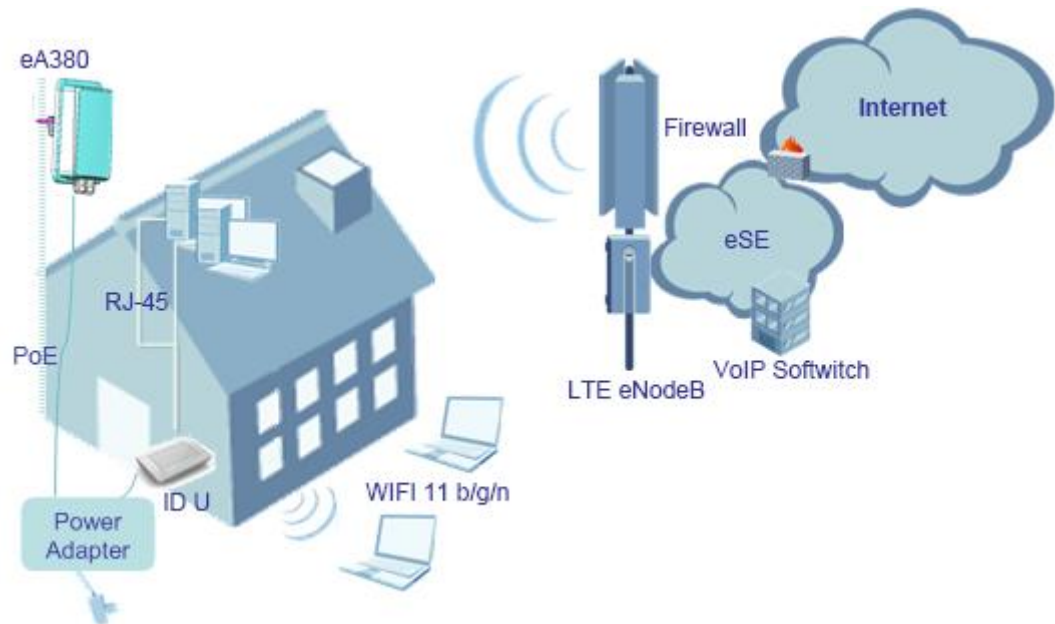 eA380
Internet
Firewall
eSE
RJ-45
PoE
VoIP Softwitch
LTE eNodeB
WIFI 11 b/g/n
ID U
Power
Adapter